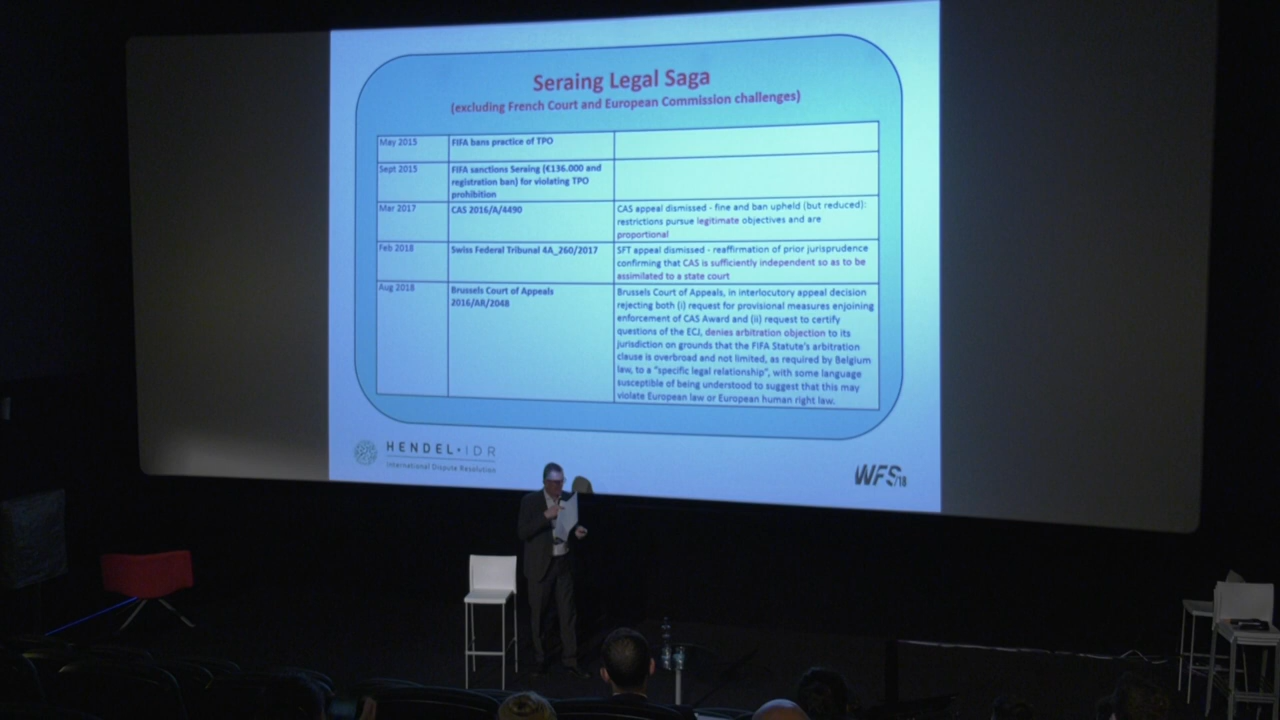 Seraing Legal Saga
(excluding French Court and European Commission challenges)
May 2015
FIFA bans practice of TPO
Sept 2015
FIFA sanctions Seraing (€136.000 and
registration ban) for violating TPO
prohibition
Mar 2017
CAS 2016/A/4490
CAS appeal dismissed - fine and ban upheld (but reduced):
restrictions pursue legitimate objectives and are
proportional
Feb 2018
Swiss Federal Tribunal 4A_260/2017
SFT appeal dismissed - reaffirmation of prior jurisprudence
confirming that CAS is sufficiently independent so as to be
assimilated to a state court
Aug 2018
Brussels Court of Appeals
2016/AR/2048
Brussels Court of Appeals, in interlocutory appeal decision
rejecting both (i) request for provisional measures enjoining
enforcement of CAS Award and (ii) request to certify
questions of the ECJ, denies arbitration objection to its
jurisdiction on grounds that the FIFA Statute's arbitration
clause is overbroad and not limited, as required by Belgium
law, to a "specific legal relationship", with some language
susceptible of being understood to suggest that this may
violate European law or European human right law.
HENDEL·IDR
International Dispute Resolution
WFS/18